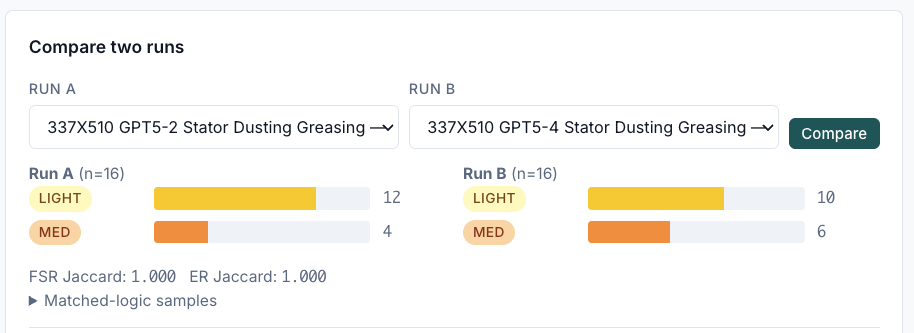 Compare two runs
RUN A RUN B
337X510 GPT5-2 Stator Dusting Greasing — 337X510 GPT5-4 Stator Dusting Greasing — Compare
Run A (n=16) Run B (n=16)
LIGHT 12 LIGHT 10
MED 4 MED 6
FSR Jaccard: 1.000 ER Jaccard: 1.000
Matched-logic samples